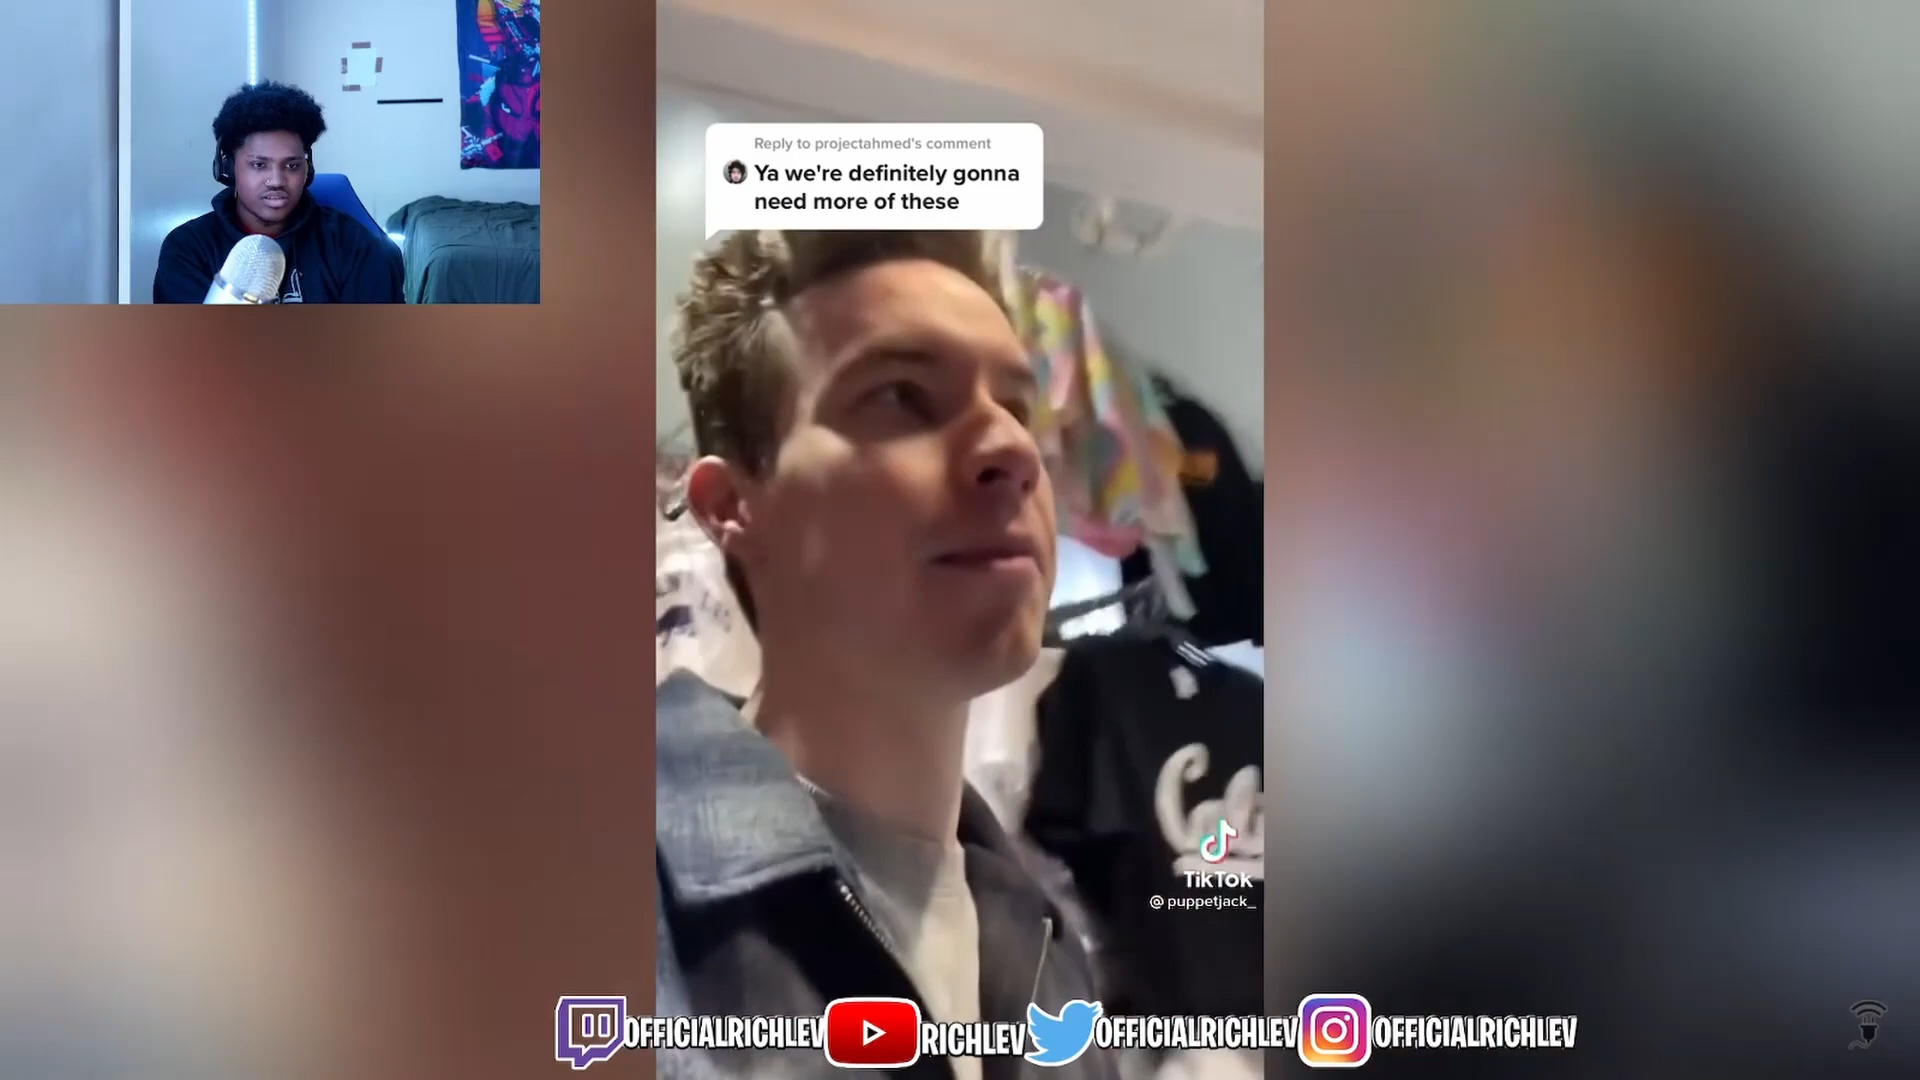 Reply to projectahmed's comment
Ya we're definitely gonna
need more of these
TikTok
@puppetjack_
OFFICIALRICHLEV RICHLEV OFFICIALRICHLEV OFFICIALRICHLEV